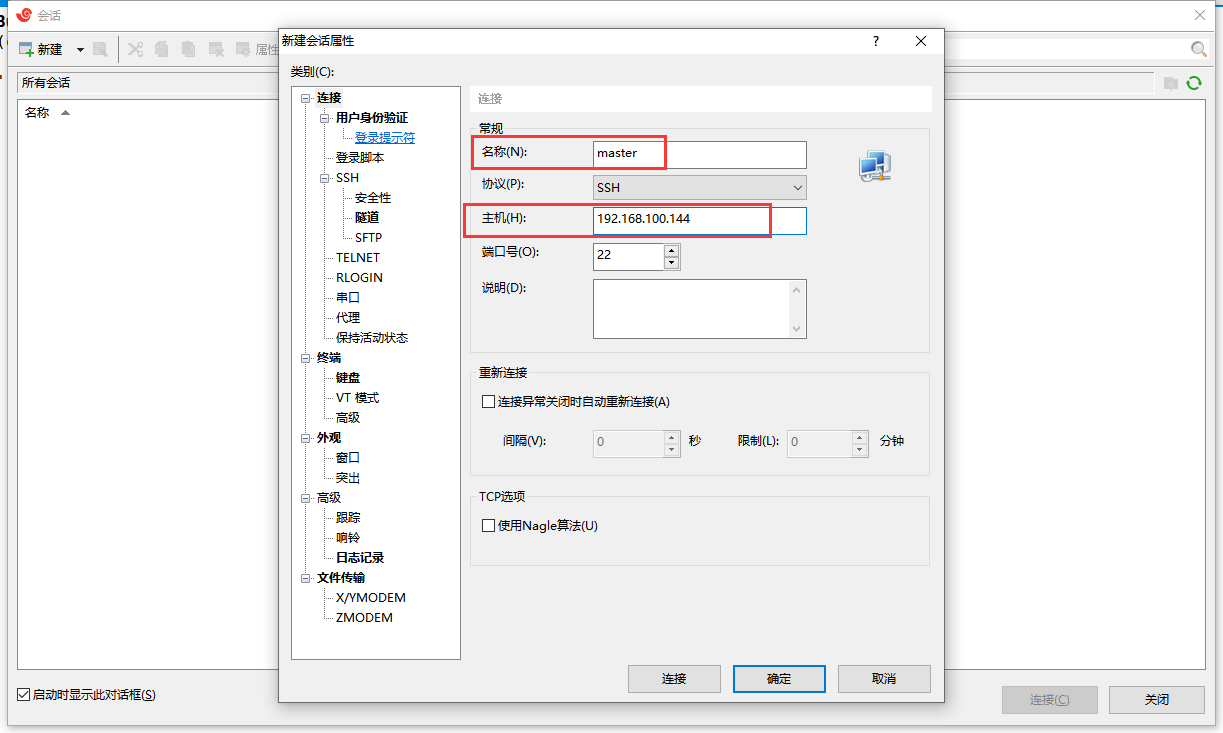 会话
新建
属性
所有会话
名称
新建会话属性
?
类别(C):
连接
用户身份验证
登录提示符
登录脚本
SSH
安全性
隧道
SFTP
TELNET
RLOGIN
串口
代理
保持活动状态
终端
键盘
VT 模式
高级
外观
窗口
突出
高级
跟踪
响铃
日志记录
文件传输
X/YMODEM
ZMODEM
连接
常规
名称(N): master
协议(P): SSH
主机(H): 192.168.100.144
端口号(O): 22
说明(D):
重新连接
连接异常关闭时自动重新连接(A)
间隔(V): 0 秒 限制(L): 0 分钟
TCP选项
使用Nagle算法(U)
连接 确定 取消
启动时显示此对话框(S)
连接(C) 关闭